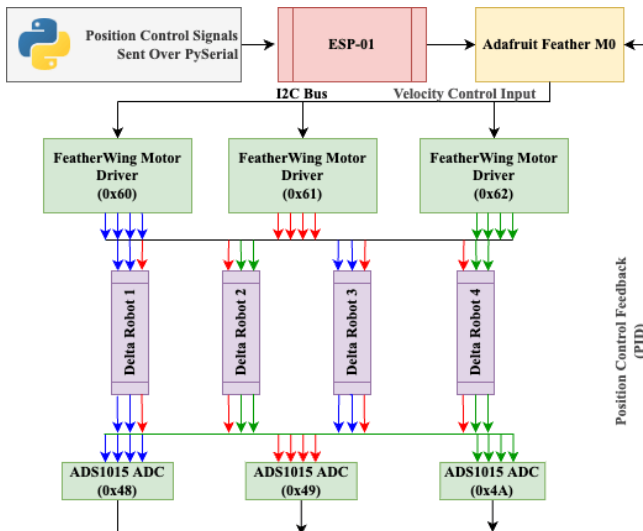 Position Control Signals
Sent Over PySerial
ESP-01
Adafruit Feather M0
I2C Bus
Velocity Control Input
FeatherWing Motor
Driver
(0x60)
FeatherWing Motor
Driver
(0x61)
FeatherWing Motor
Driver
(0x62)
Delta Robot 1
Delta Robot 2
Delta Robot 3
Delta Robot 4
Position Control Feedback
(PID)
ADS1015 ADC
(0x48)
ADS1015 ADC
(0x49)
ADS1015 ADC
(0x4A)